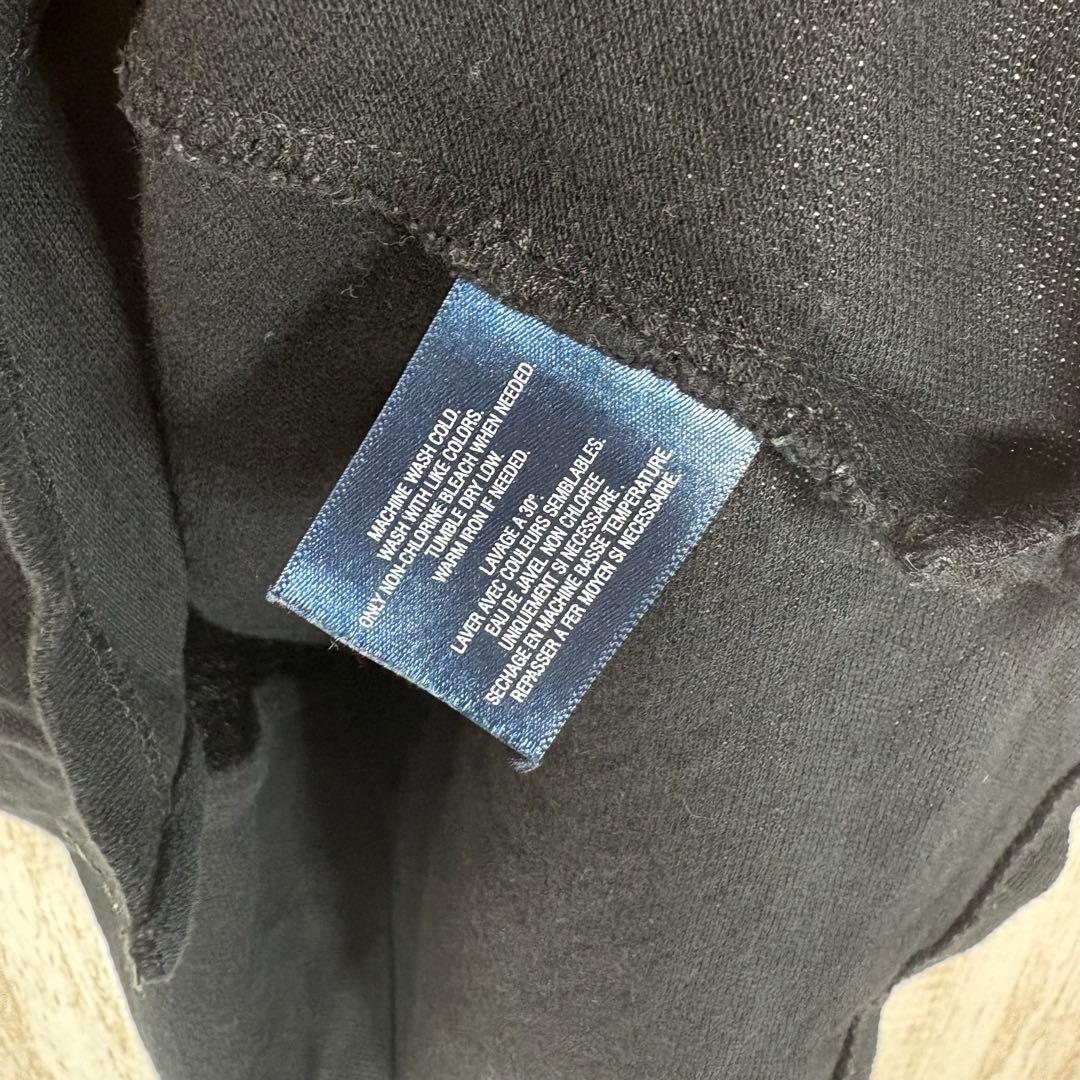 MACHINE WASH COLD.
WASH WITH LIKE COLORS.
ONLY NON-CHLORINE BLEACH WHEN NEEDED
TUMBLE DRY LOW.
WARM IRON IF NEEDED.
LAVAGE A 30°.
LAVER AVEC COULEURS SEMBLABLES.
EAU DE JAVEL NON CHLOREE
UNIQUEMENT SI NECESSAIRE.
SECHAGE EN MACHINE BASSE TEMPERATURE
REPASSER A FER MOYEN SI NECESSAIRE